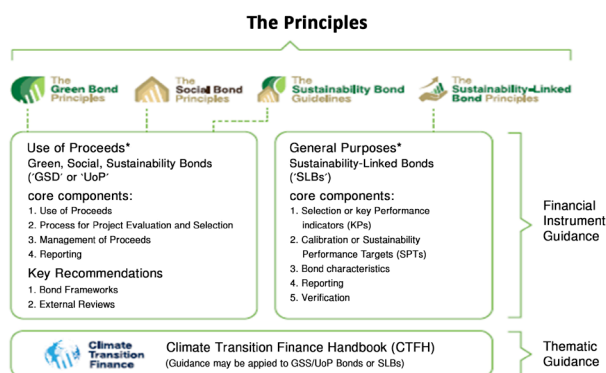 The Principles
The
Green Bond
Principles
The
Social Bond
Principles
The
Sustainability Bond
Guidelines
The
Sustainability-Linked
Bond Principles
Use of Proceeds*
Green, Social, Sustainability Bonds
('GSD' or 'UoP'
core components:
1. Use of Proceeds
2. Process for Project Evaluation and Selection
3. Management of Proceeds
4. Reporting
Key Recommendations
1. Bond Frameworks
2. External Reviews
General Purposes*
Sustainability-Linked Bonds
('SLBs')
core components:
1. Selection or key Performance
indicators (KPs)
2. Calibration or Sustainability
Performance Targets (SPTs)
3. Bond characteristics
4. Reporting
5. Verification
Financial
Instrument
Guidance
Climate
Transition
Finance
Climate Transition Finance Handbook (CTFH)
(Guidance may be appied to GSS/UoP Bonds or SLBs)
Thematic
Guidance